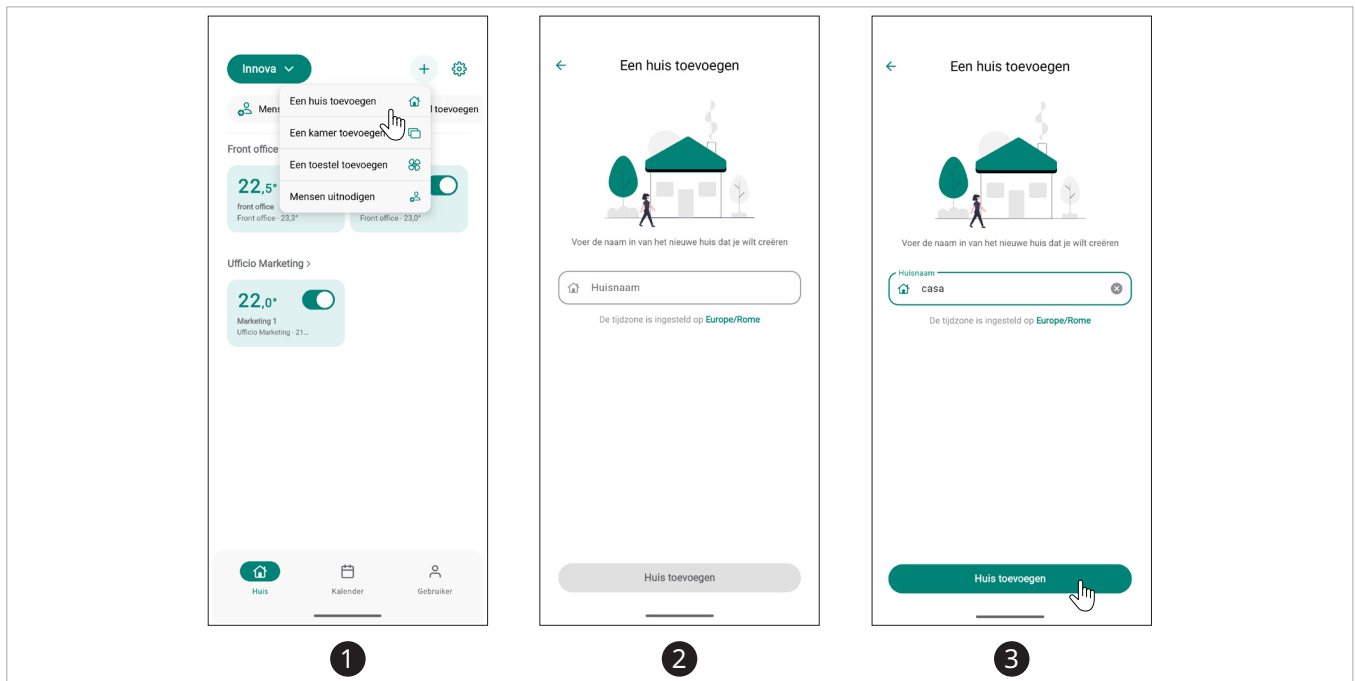 Innova
Een huis toevoegen
Mens
l toevoegen
Een kamer toevoegen
Front office
Een toestel toevoegen
22,5°
Mensen uitnodigen
front office
Front office - 23,3°
Front office - 23,0°
Ufficio Marketing >
22,0°
Marketing 1
Ufficio Marketing - 21...
Huis
Kalender
Gebruiker
1
Een huis toevoegen
Voer de naam in van het nieuwe huis dat je wilt creëren
Huisnaam
De tijdzone is ingesteld op Europe/Rome
Huis toevoegen
2
Een huis toevoegen
Voer de naam in van het nieuwe huis dat je wilt creëren
Huisnaam
casa
De tijdzone is ingesteld op Europe/Rome
Huis toevoegen
3